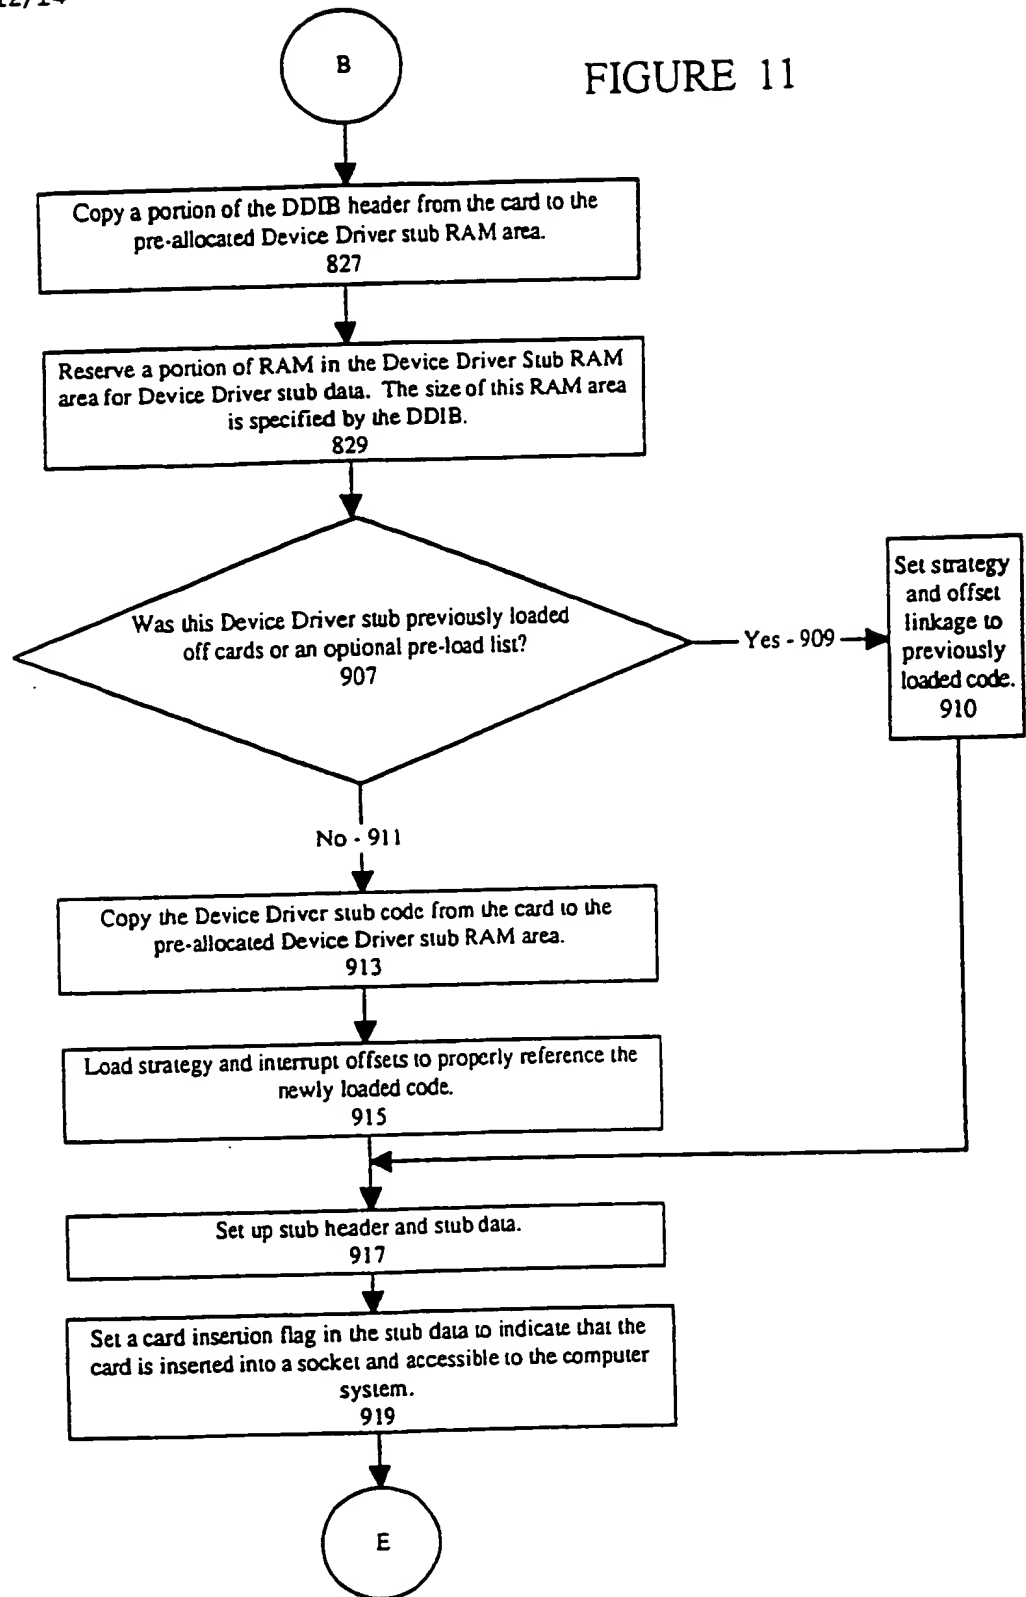 12/14
B
FIGURE 11
Copy a portion of the DDIB header from the card to the
pre-allocated Device Driver stub RAM area.
827
Reserve a portion of RAM in the Device Driver Stub RAM
area for Device Driver stub data. The size of this RAM area
is specified by the DDIB.
829
Was this Device Driver stub previously loaded
off cards or an optional pre-load list?
907
Yes - 909
Set strategy
and offset
linkage to
previously
loaded code.
910
No - 911
Copy the Device Driver stub code from the card to the
pre-allocated Device Driver stub RAM area.
913
Load strategy and interrupt offsets to properly reference the
newly loaded code.
915
Set up stub header and stub data.
917
Set a card insertion flag in the stub data to indicate that the
card is inserted into a socket and accessible to the computer
system.
919
E